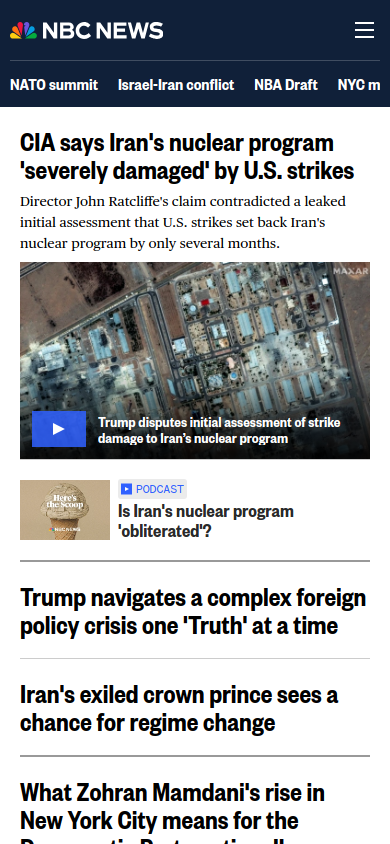 NBC NEWS
NATO summit Israel-Iran conflict NBA Draft NYC m
CIA says Iran's nuclear program
'severely damaged' by U.S. strikes
Director John Ratcliffe's claim contradicted a leaked
initial assessment that U.S. strikes set back Iran's
nuclear program by only several months.
MAXAR
Trump disputes initial assessment of strike
damage to Iran's nuclear program
Here's
the Scoop
NBC NEWS
PODCAST
Is Iran's nuclear program
'obliterated'?
Trump navigates a complex foreign
policy crisis one 'Truth' at a time
Iran's exiled crown prince sees a
chance for regime change
What Zohran Mamdani's rise in
New York City means for the